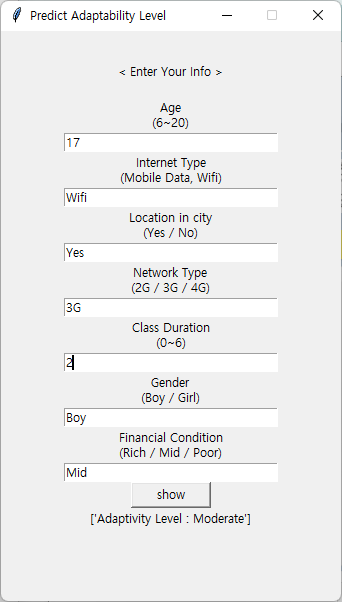 Predict Adaptability Level
< Enter Your Info >
Age
(6~20)
17
Internet Type
(Mobile Data, Wifi)
Wifi
Location in city
(Yes / No)
Yes
Network Type
(2G / 3G / 4G)
3G
Class Duration
(0~6)
2
Gender
(Boy / Girl)
Boy
Financial Condition
(Rich / Mid / Poor)
Mid
show
['Adaptivity Level : Moderate']